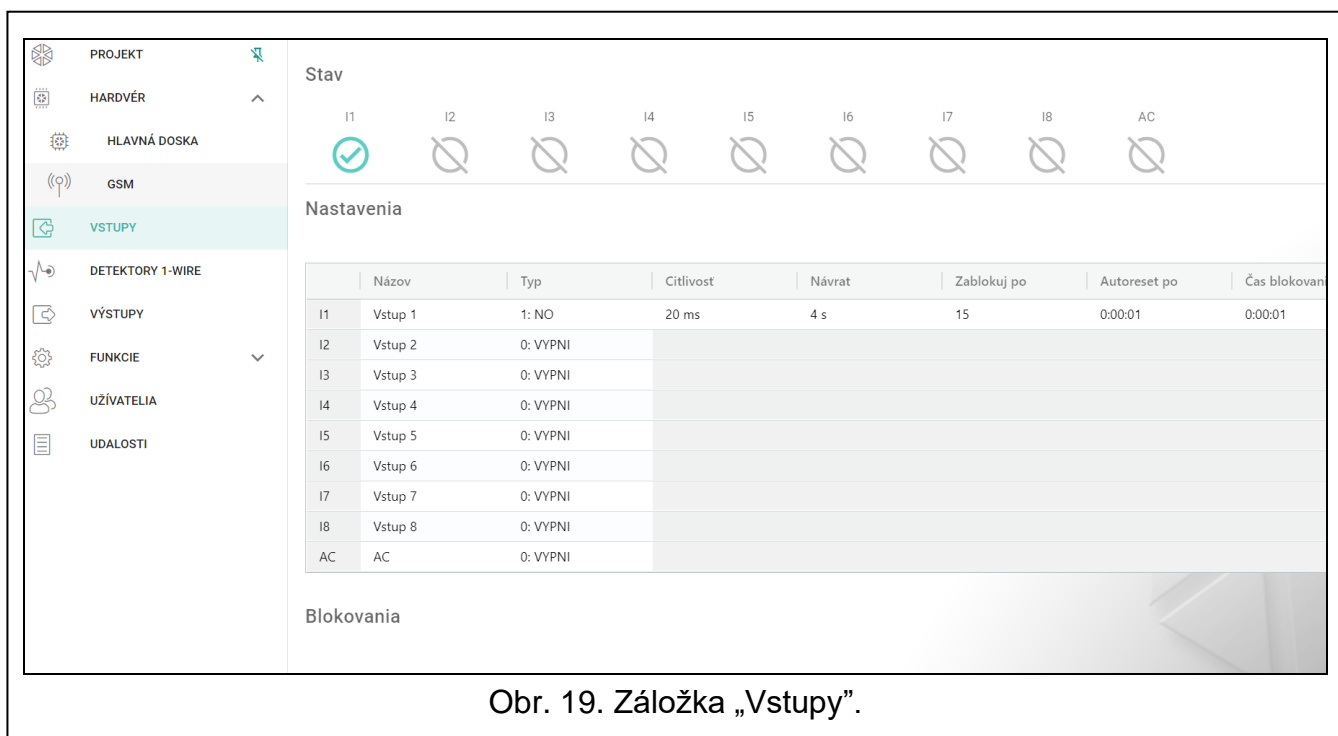 PROJEKT
HARDVÉR
HLAVNÁ DOSKA
GSM
VSTUPY
DETEKTORY 1-WIRE
VÝSTUPY
FUNKCIE
UŽÍVATELIA
UDALOSTI
Stav
I1 I2 I3 I4 I5 I6 I7 I8 AC
Nastavenia
Názov Typ Citlivosť Návrat Zablokuj po Autoreset po Čas blokovani
I1 Vstup 1 1: NO 20 ms 4 s 15 0:00:01 0:00:01
I2 Vstup 2 0: VYPNI
I3 Vstup 3 0: VYPNI
I4 Vstup 4 0: VYPNI
I5 Vstup 5 0: VYPNI
I6 Vstup 6 0: VYPNI
I7 Vstup 7 0: VYPNI
I8 Vstup 8 0: VYPNI
AC AC 0: VYPNI
Blokovania
Obr. 19. Záložka „Vstupy”.